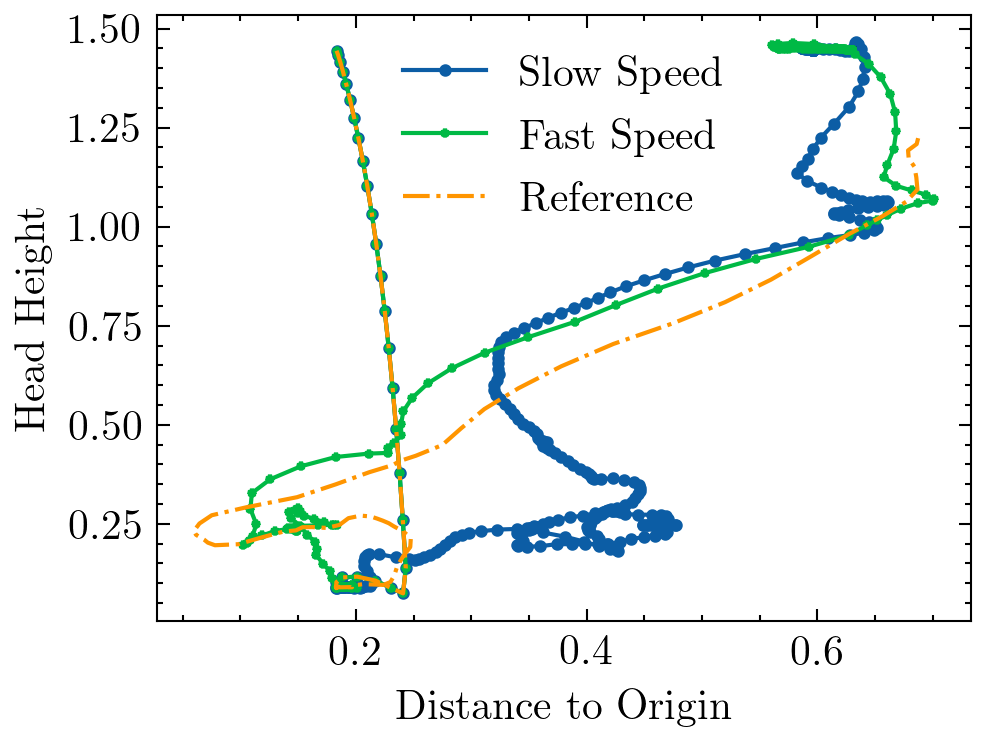 1.50
1.25
1.00
0.75
0.50
0.25
Head Height
Slow Speed
Fast Speed
Reference
0.2 0.4 0.6
Distance to Origin